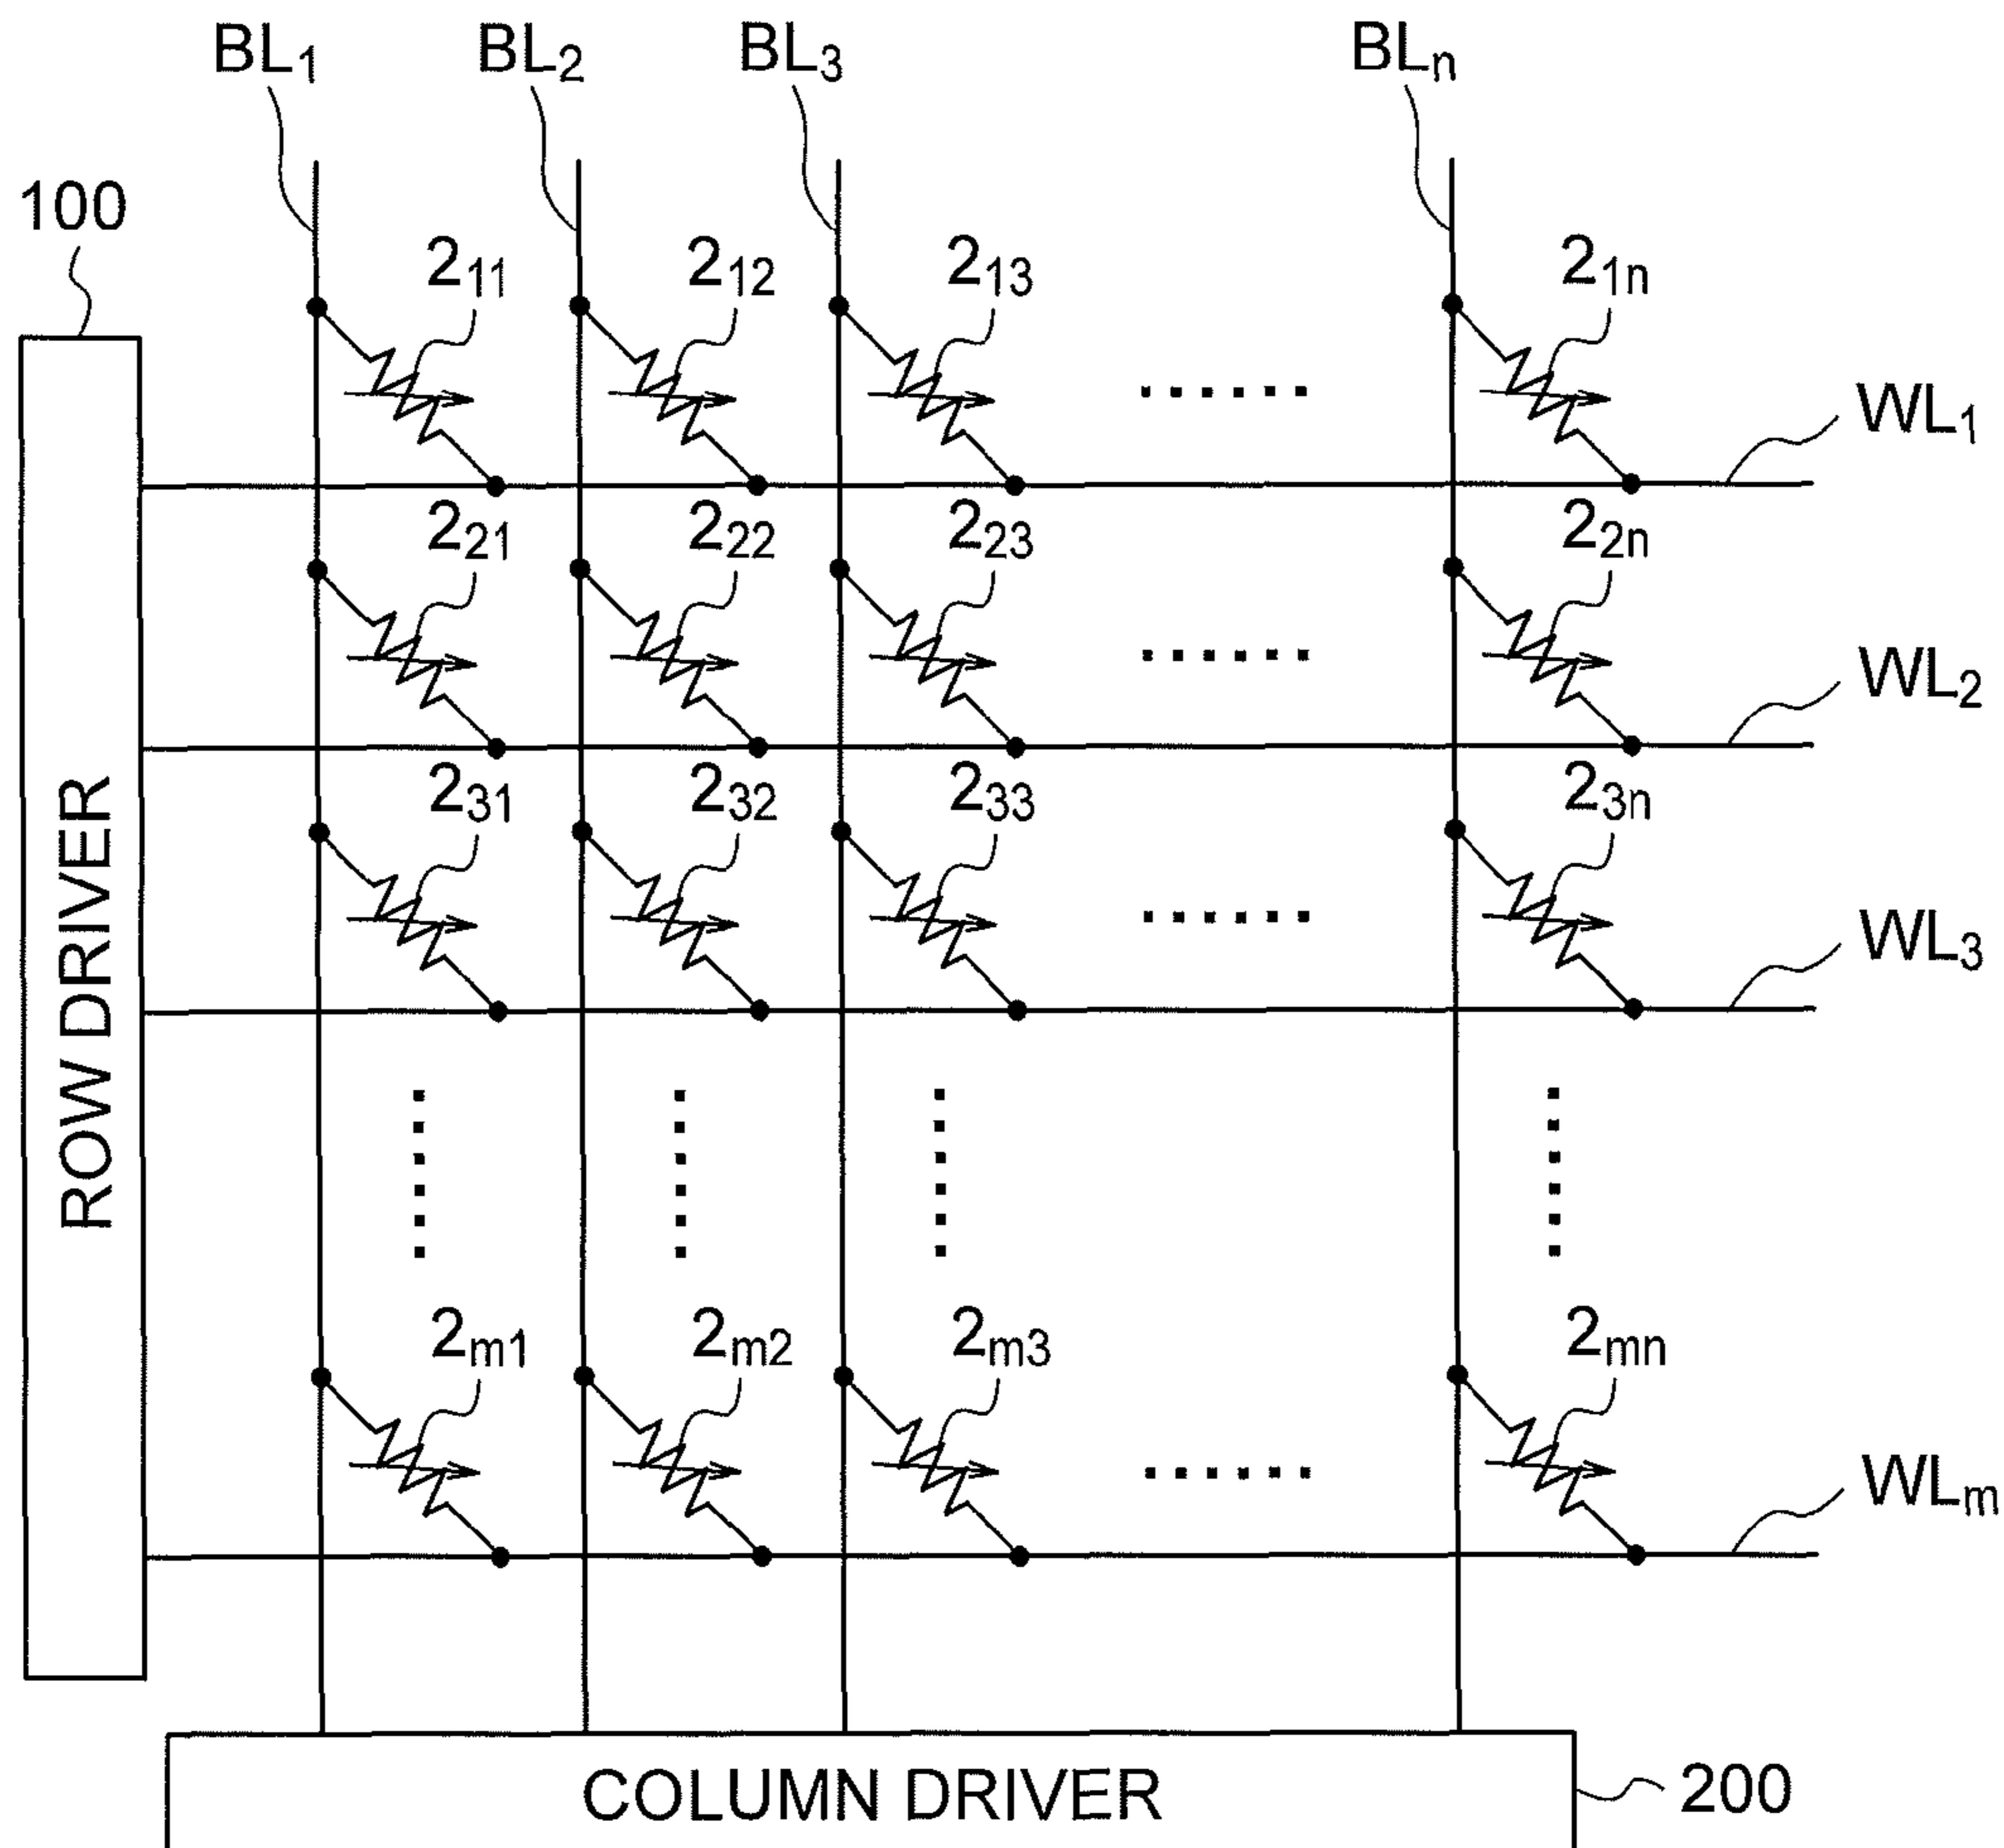 BL₁ BL₂ BL₃ BLₙ
100
2₁₁ 2₁₂ 2₁₃ 2₁ₙ
WL₁
2₂₁ 2₂₂ 2₂₃ 2₂ₙ
WL₂
2₃₁ 2₃₂ 2₃₃ 2₃ₙ
WL₃
ROW DRIVER
2ₘ₁ 2ₘ₂ 2ₘ₃ 2ₘₙ
WLₘ
COLUMN DRIVER
200